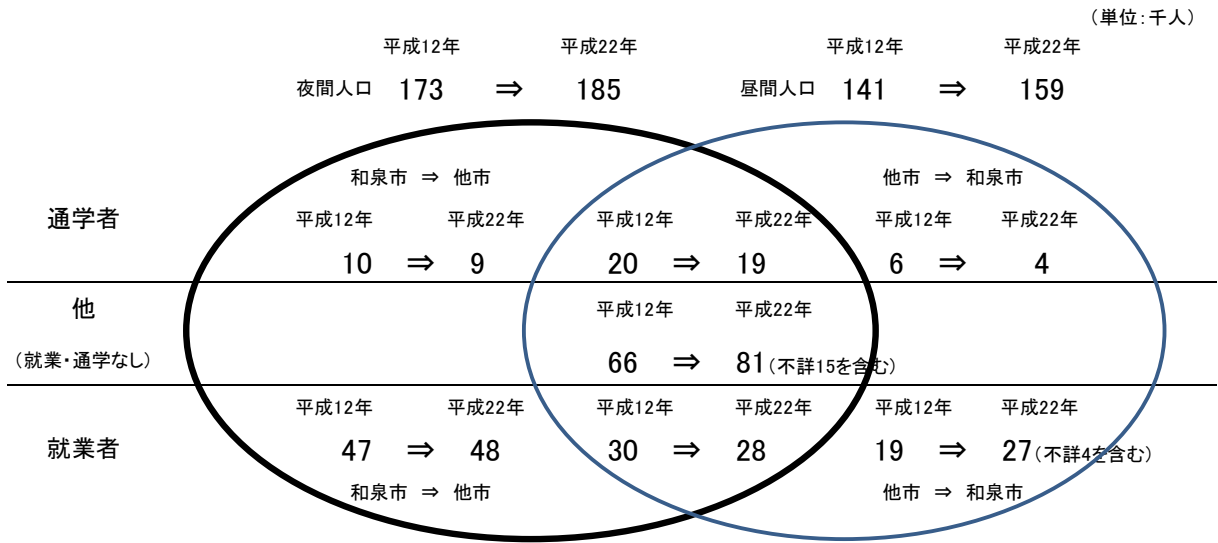 （単位：千人）
平成12年 平成22年 平成12年 平成22年
夜間人口 173 ⇒ 185 昼間人口 141 ⇒ 159
和泉市 ⇒ 他市 他市 ⇒ 和泉市
通学者 平成12年 平成22年 平成12年 平成22年 平成12年 平成22年
10 ⇒ 9 20 ⇒ 19 6 ⇒ 4
他 平成12年 平成22年
（就業・通学なし） 66 ⇒ 81（不詳15を含む）
平成12年 平成22年 平成12年 平成22年 平成12年 平成22年
就業者 47 ⇒ 48 30 ⇒ 28 19 ⇒ 27（不詳4を含む）
和泉市 ⇒ 他市 他市 ⇒ 和泉市